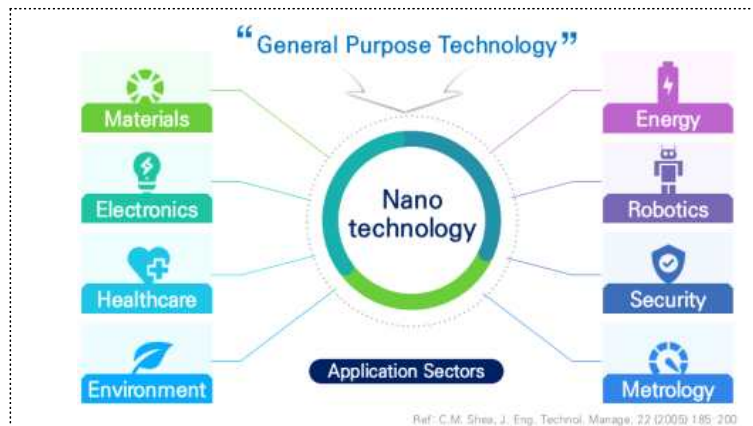 “General Purpose Technology”
Materials
Electronics
Healthcare
Environment
Nano
technology
Application Sectors
Energy
Robotics
Security
Metrology
Ref: C.M. Shea, J. Eng. Technol. Manage, 22 (2005) 185 200